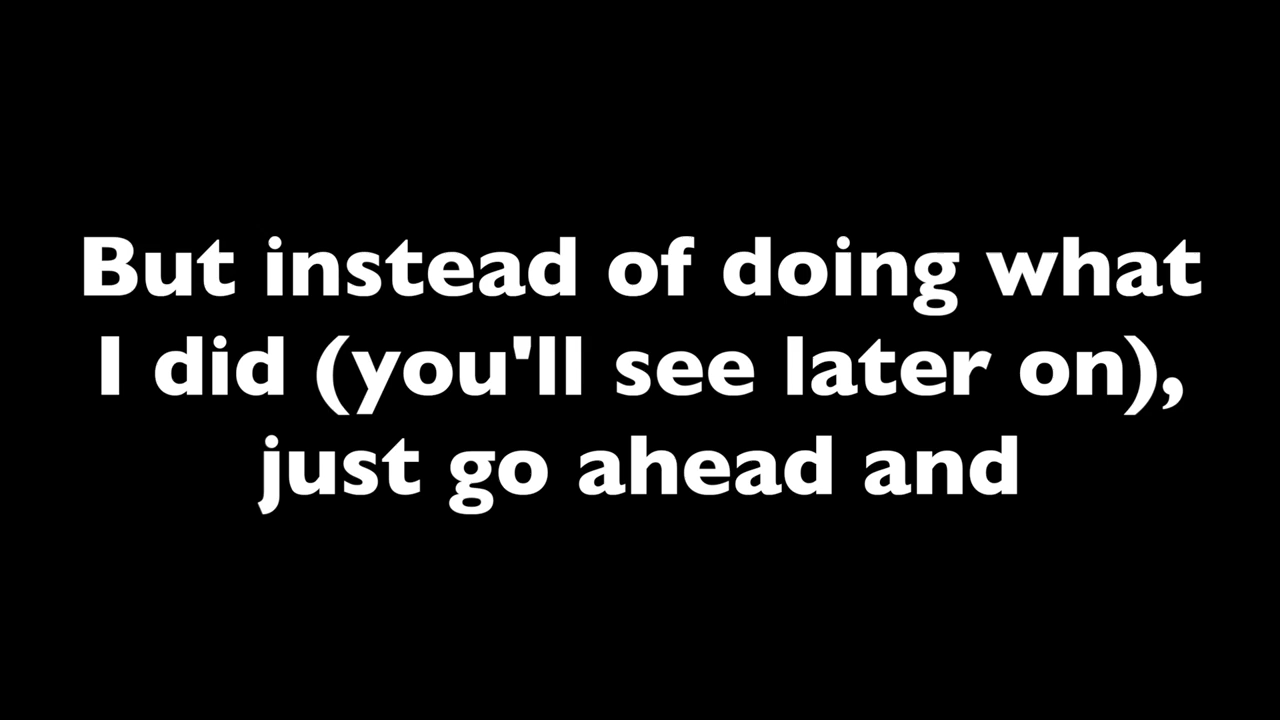 But instead of doing what
I did (you'll see later on),
just go ahead and